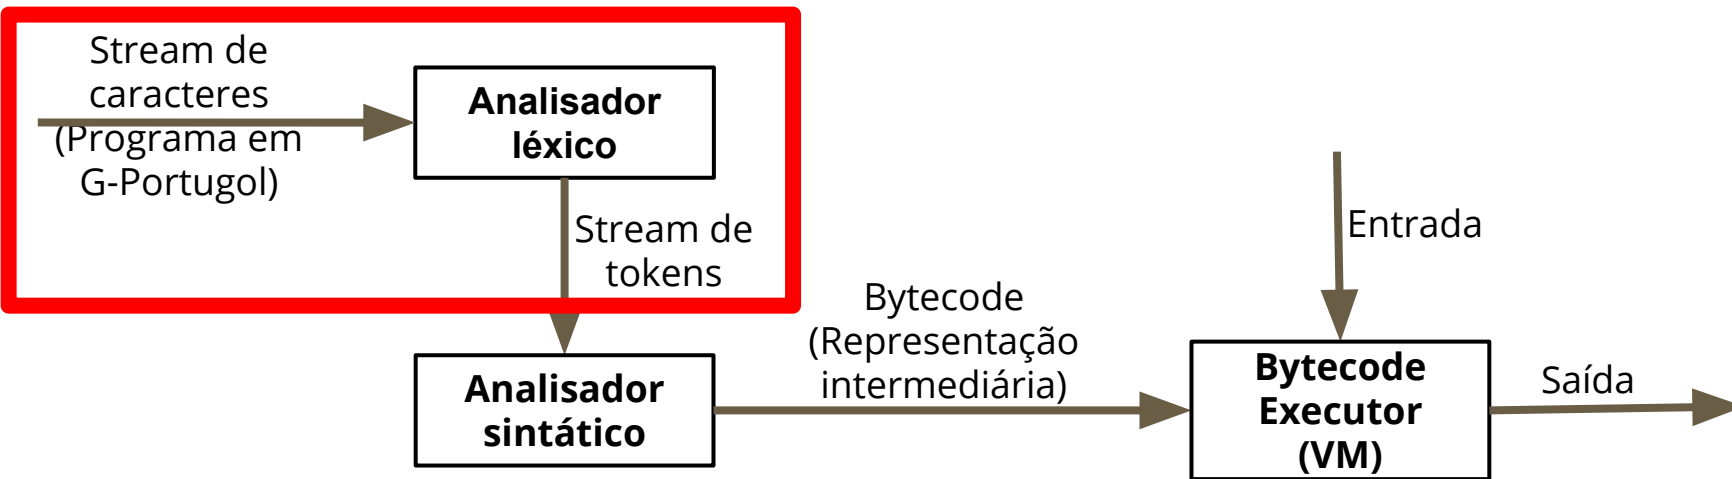 Stream de
caracteres
(Programa em
G-Portugol)
Analisador
léxico
Stream de
tokens
Analisador
sintático
Bytecode
(Representação
intermediária)
Entrada
Bytecode
Executor
(VM)
Saída